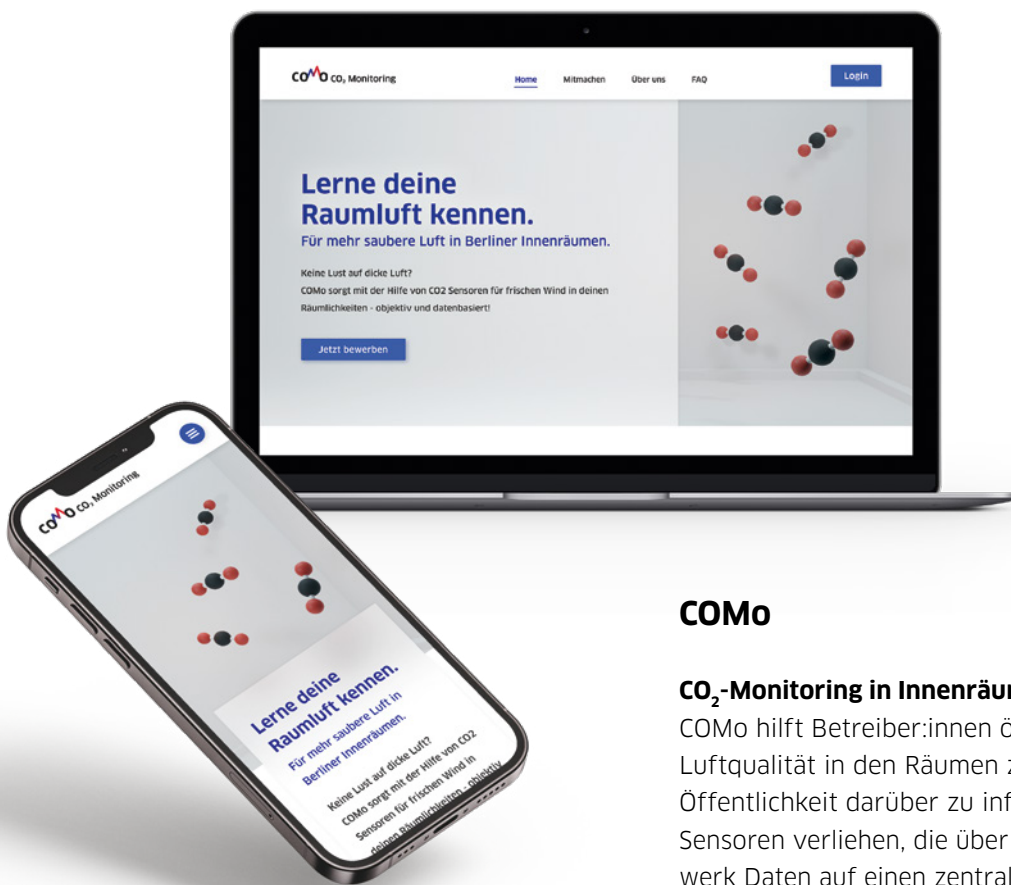 COMO CO₂ Monitoring
Home Mitmachen Über uns FAQ
Login
Lerne deine
Raumluft kennen.
Für mehr saubere Luft in Berliner Innenräumen.
Keine Lust auf dicke Luft?
COMo sorgt mit der Hilfe von CO2 Sensoren für frischen Wind in deinen
Räumlichkeiten - objektiv und datenbasiert!
Jetzt bewerben
COMO CO₂ Monitoring
Lerne deine
Raumluft kennen.
Für mehr saubere Luft in
Berliner Innenräumen.
Keine Lust auf dicke Luft?
COMo sorgt mit der Hilfe von CO2
Sensoren für frischen Wind in
deinen Räumlichkeiten - objektiv
COMo
CO₂-Monitoring in Innenräu
COMo hilft Betreiber:innen ö
Luftqualität in den Räumen z
Öffentlichkeit darüber zu inf
Sensoren verliehen, die über
werk Daten auf einen zentral